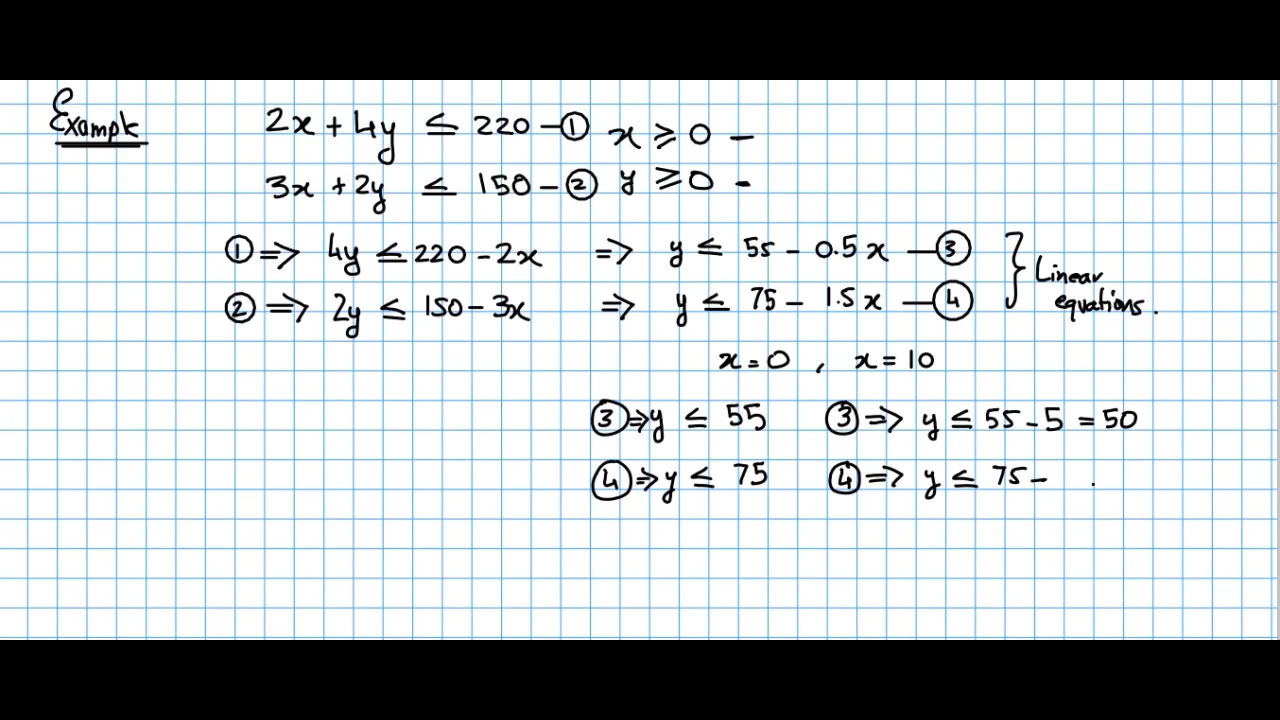 Example 2x + 4y ≤ 220 – ① x ≥ 0 –
3x + 2y ≤ 150 – ② y ≥ 0 -
① => 4y ≤ 220 - 2x => y ≤ 55 - 0.5x — ③
② => 2y ≤ 150 - 3x => y ≤ 75 - 1.5x — ④
} Linear
equations.
x = 0 , x = 10
③ => y ≤ 55 ③ => y ≤ 55 - 5 = 50
④ => y ≤ 75 ④ => y ≤ 75 - .